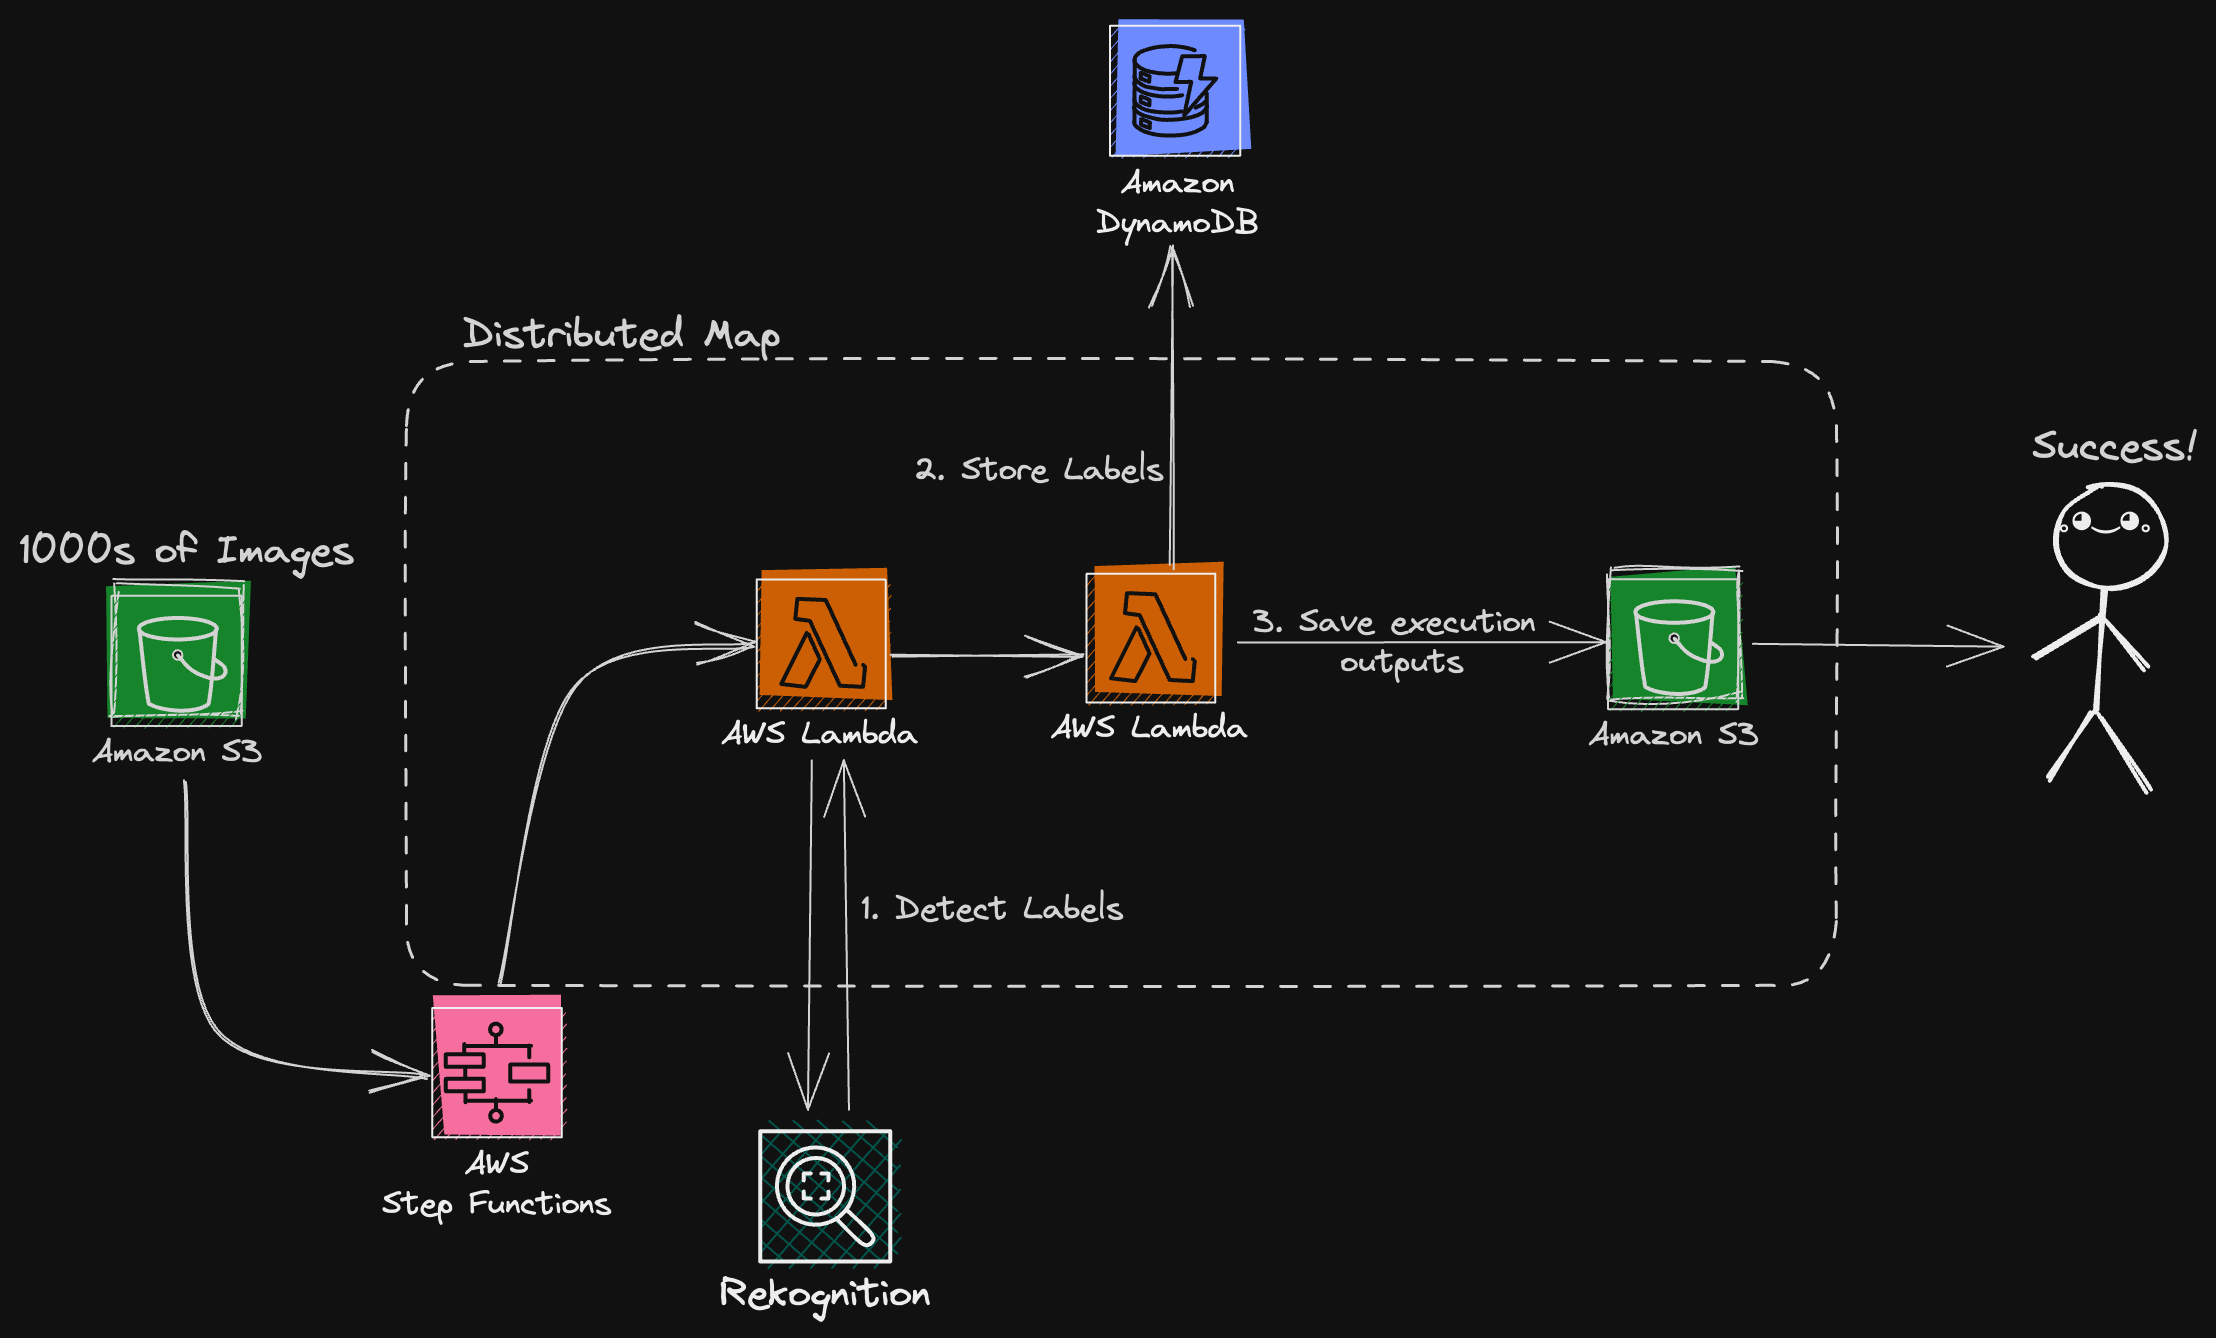 Amazon
DynamoDB
Distributed Map
2. Store Labels
Success!
1000s of Images
3. Save execution
outputs
Amazon S3
AWS Lambda
AWS Lambda
Amazon S3
1. Detect Labels
AWS
Step Functions
Rekognition